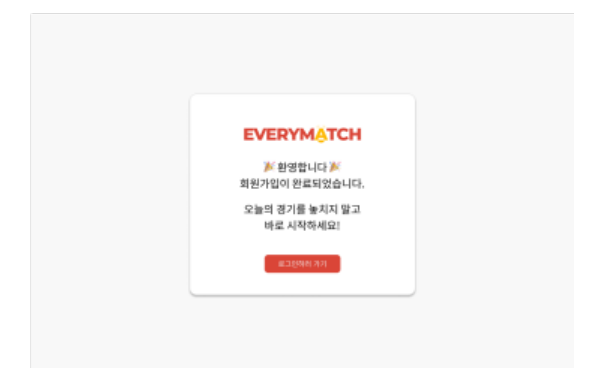 EVERYMATCH
🎉 환영합니다 🎉
회원가입이 완료되었습니다.
오늘의 경기를 놓치지 말고
바로 시작하세요!
로그인하러 가기